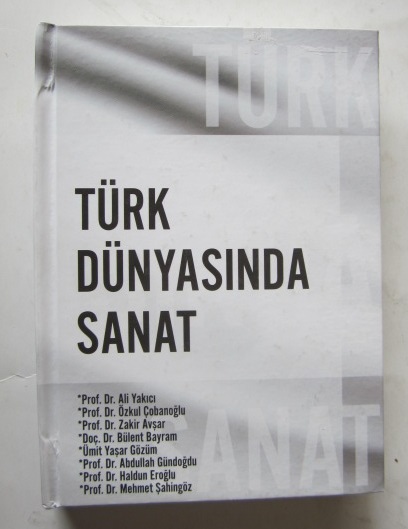 TÜRK
TÜRK
DÜNYASINDA
SANAT
*Prof. Dr. Ali Yakıcı
*Prof. Dr. Özkul Çobanoğlu
*Prof. Dr. Zakir Avşar
*Doç. Dr. Bülent Bayram
*Ümit Yaşar Gözüm
*Prof. Dr. Abdullah Gündoğdu
*Prof. Dr. Haldun Eroğlu
*Prof. Dr. Mehmet Şahingöz
SANAT